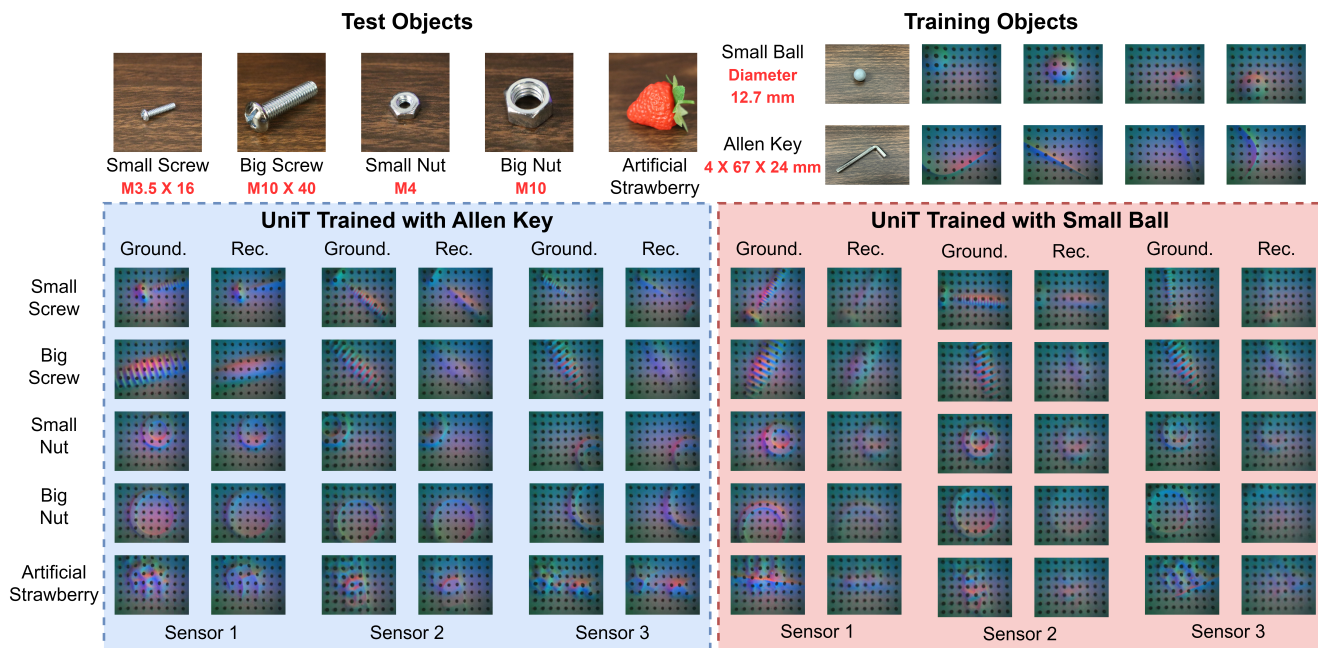 Test Objects
Training Objects
Small Ball
Diameter
12.7 mm
Allen Key
4 X 67 X 24 mm
Small Screw
M3.5 X 16
Big Screw
M10 X 40
Small Nut
M4
Big Nut
M10
Artificial
Strawberry
UniT Trained with Allen Key
UniT Trained with Small Ball
Ground. Rec. Ground. Rec. Ground. Rec.
Ground. Rec. Ground. Rec. Ground. Rec.
Small
Screw
Big
Screw
Small
Nut
Big
Nut
Artificial
Strawberry
Sensor 1 Sensor 2 Sensor 3
Sensor 1 Sensor 2 Sensor 3